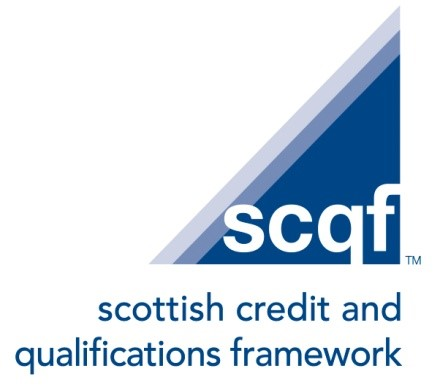 scqf
TM
scottish credit and
qualifications framework